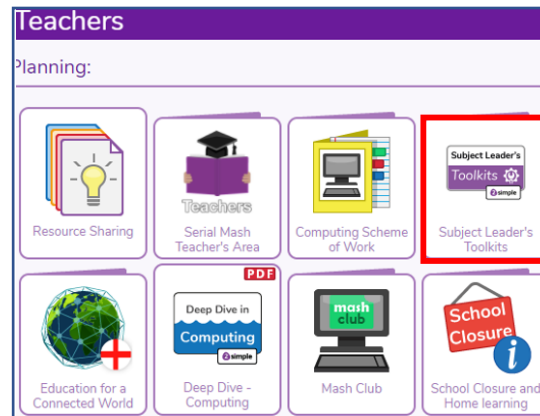 Teachers
Planning:
Teachers
Subject Leader's
Toolkits
2simple
Resource Sharing
Serial Mash
Teacher's Area
Computing Scheme
of Work
Subject Leader's
Toolkits
PDF
Deep Dive in
Computing
2simple
mash
club
School
Closure
i
Education for a
Connected World
Deep Dive -
Computing
Mash Club
School Closure and
Home learning